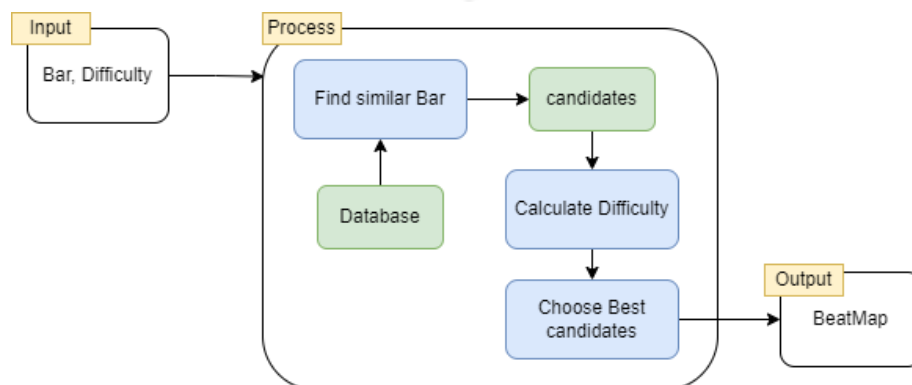 Input
Bar, Difficulty
Process
Find similar Bar
candidates
Database
Calculate Difficulty
Choose Best
candidates
Output
BeatMap